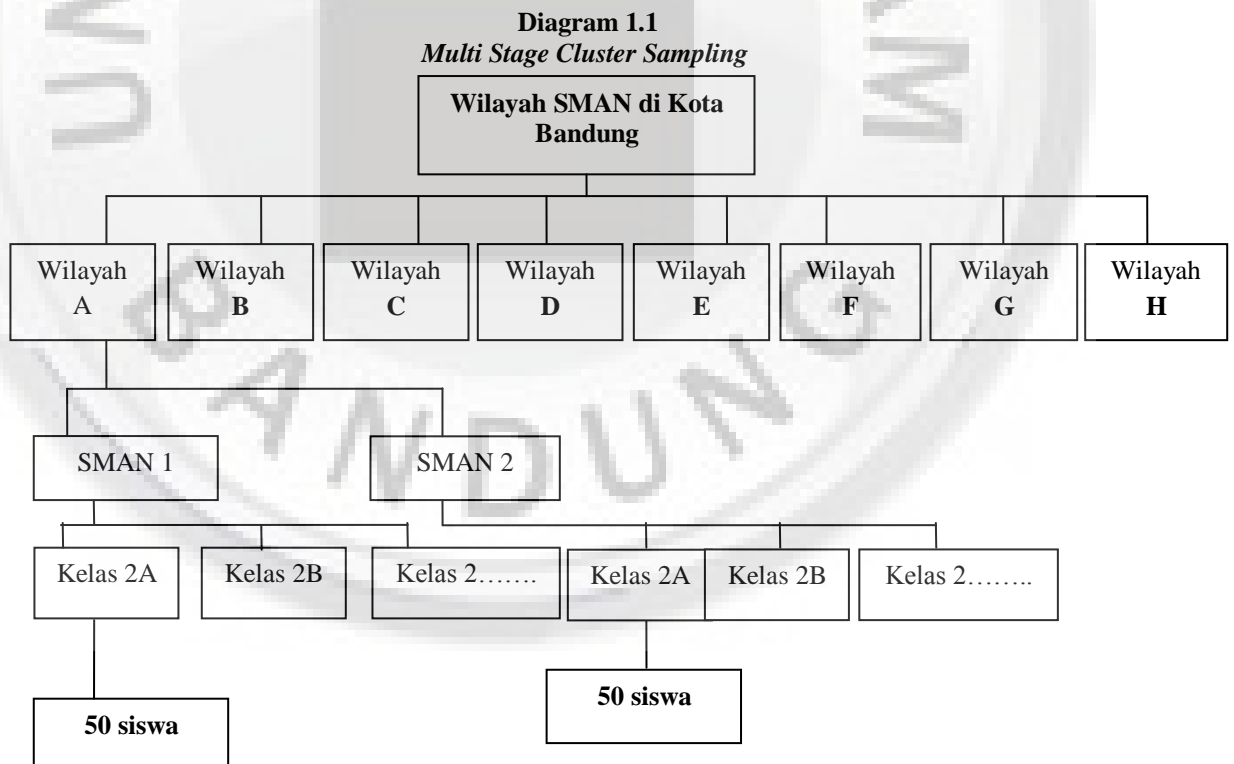 Diagram 1.1
Multi Stage Cluster Sampling
Wilayah SMAN di Kota
Bandung
Wilayah
A
Wilayah
B
Wilayah
C
Wilayah
D
Wilayah
E
Wilayah
F
Wilayah
G
Wilayah
H
SMAN 1
SMAN 2
Kelas 2A
Kelas 2B
Kelas 2.......
Kelas 2A
Kelas 2B
Kelas 2........
50 siswa
50 siswa
BANDUNG